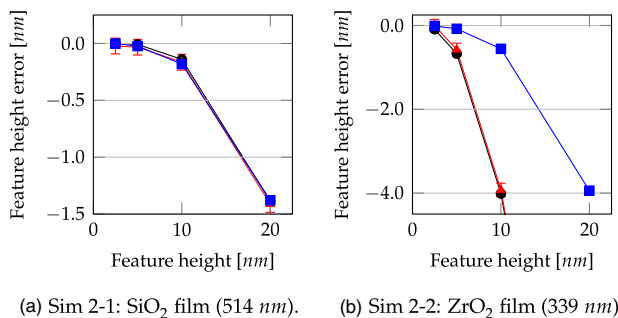 0.0
−0.5
−1.0
−1.5
0
10
20
Feature height error [nm]
Feature height [nm]
(a) Sim 2-1: SiO₂ film (514 nm).
0.0
−2.0
−4.0
0
10
20
Feature height error [nm]
Feature height [nm]
(b) Sim 2-2: ZrO₂ film (339 nm)